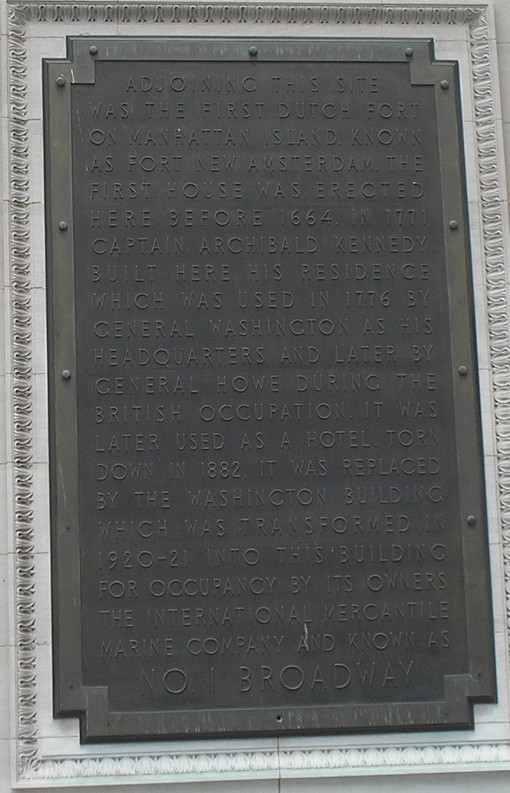 ADJOINING THIS SITE
WAS THE FIRST DUTCH FORT
ON MANHATTAN ISLAND, KNOWN
AS FORT NEW AMSTERDAM. THE
FIRST HOUSE WAS ERECTED
HERE BEFORE 1664. IN 1771
CAPTAIN ARCHIBALD KENNEDY
BUILT HERE HIS RESIDENCE
WHICH WAS USED IN 1776 BY
GENERAL WASHINGTON AS HIS
HEADQUARTERS AND LATER BY
GENERAL HOWE DURING THE
BRITISH OCCUPATION. IT WAS
LATER USED AS A HOTEL. TORN
DOWN IN 1882, IT WAS REPLACED
BY THE WASHINGTON BUILDING
WHICH WAS TRANSFORMED IN
1920-21 INTO THIS BUILDING
FOR OCCUPANCY BY ITS OWNERS
THE INTERNATIONAL MERCANTILE
MARINE COMPANY AND KNOWN AS
NO. 1 BROADWAY